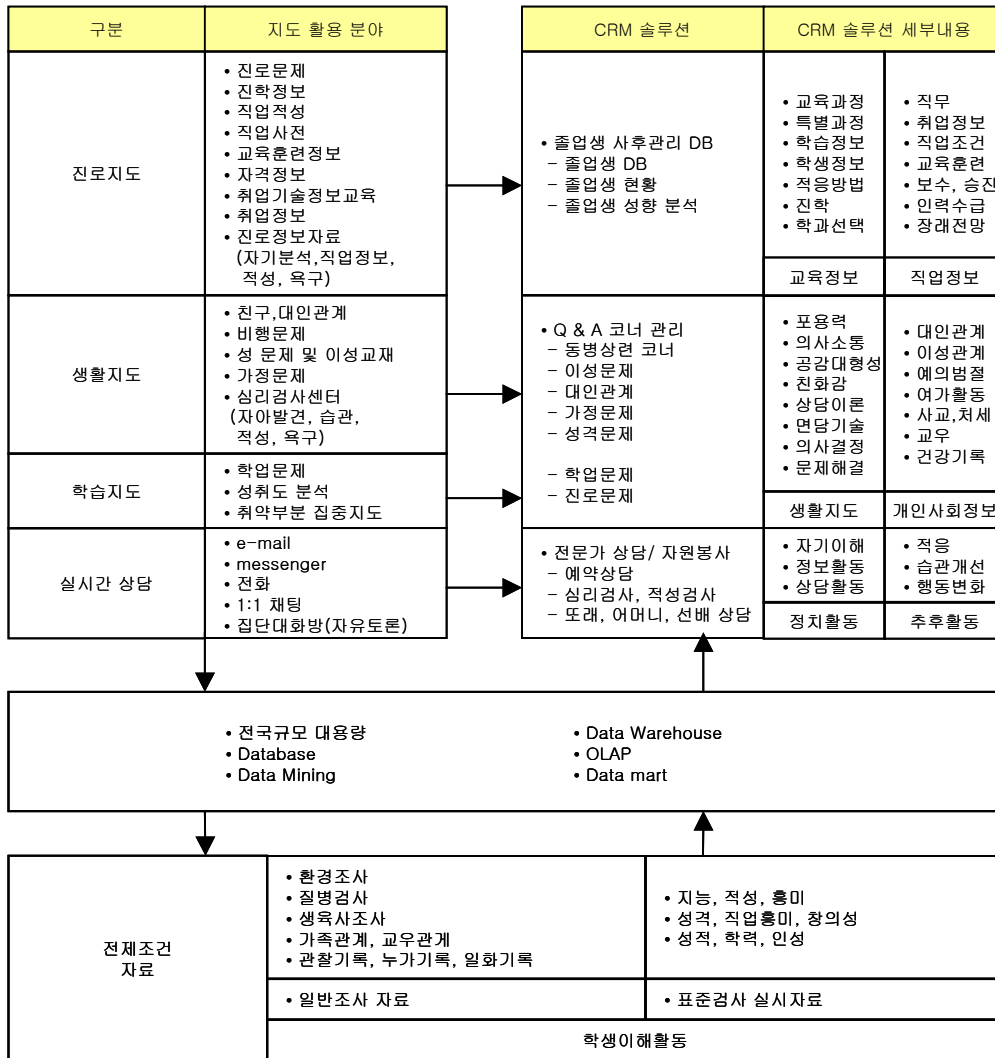 구분
지도 활용 분야
CRM 솔루션
CRM 솔루션 세부내용
진로지도
• 진로문제
• 진학정보
• 직업적성
• 직업사전
• 교육훈련정보
• 자격정보
• 취업기술정보교육
• 취업정보
• 진로정보자료
(자기분석,직업정보,
적성, 욕구)
• 졸업생 사후관리 DB
– 졸업생 DB
– 졸업생 현황
– 졸업생 성향 분석
• 교육과정
• 특별과정
• 학습정보
• 학생정보
• 적응방법
• 진학
• 학과선택
교육정보
• 직무
• 취업정보
• 직업조건
• 교육훈련
• 보수, 승진
• 인력수급
• 장래전망
직업정보
생활지도
• 친구,대인관계
• 비행문제
• 성 문제 및 이성교재
• 가정문제
• 심리검사센터
(자아발견, 습관,
적성, 욕구)
• Q & A 코너 관리
– 동병상련 코너
– 이성문제
– 대인관계
– 가정문제
– 성격문제
– 학업문제
– 진로문제
• 포용력
• 의사소통
• 공감대형성
• 친화감
• 상담이론
• 면담기술
• 의사결정
• 문제해결
생활지도
• 대인관계
• 이성관계
• 예의범절
• 여가활동
• 사교,처세
• 교우
• 건강기록
개인사회정보
학습지도
• 학업문제
• 성취도 분석
• 취약부분 집중지도
실시간 상담
• e-mail
• messenger
• 전화
• 1:1 채팅
• 집단대화방(자유토론)
• 전문가 상담/ 자원봉사
– 예약상담
– 심리검사, 적성검사
– 또래, 어머니, 선배 상담
• 자기이해
• 정보활동
• 상담활동
정치활동
• 적응
• 습관개선
• 행동변화
추후활동
• 전국규모 대용량
• Database
• Data Mining
• Data Warehouse
• OLAP
• Data mart
전제조건
자료
• 환경조사
• 질병검사
• 생육사조사
• 가족관계, 교우관게
• 관찰기록, 누가기록, 일화기록
• 지능, 적성, 흥미
• 성격, 직업흥미, 창의성
• 성적, 학력, 인성
• 일반조사 자료
• 표준검사 실시자료
학생이해활동